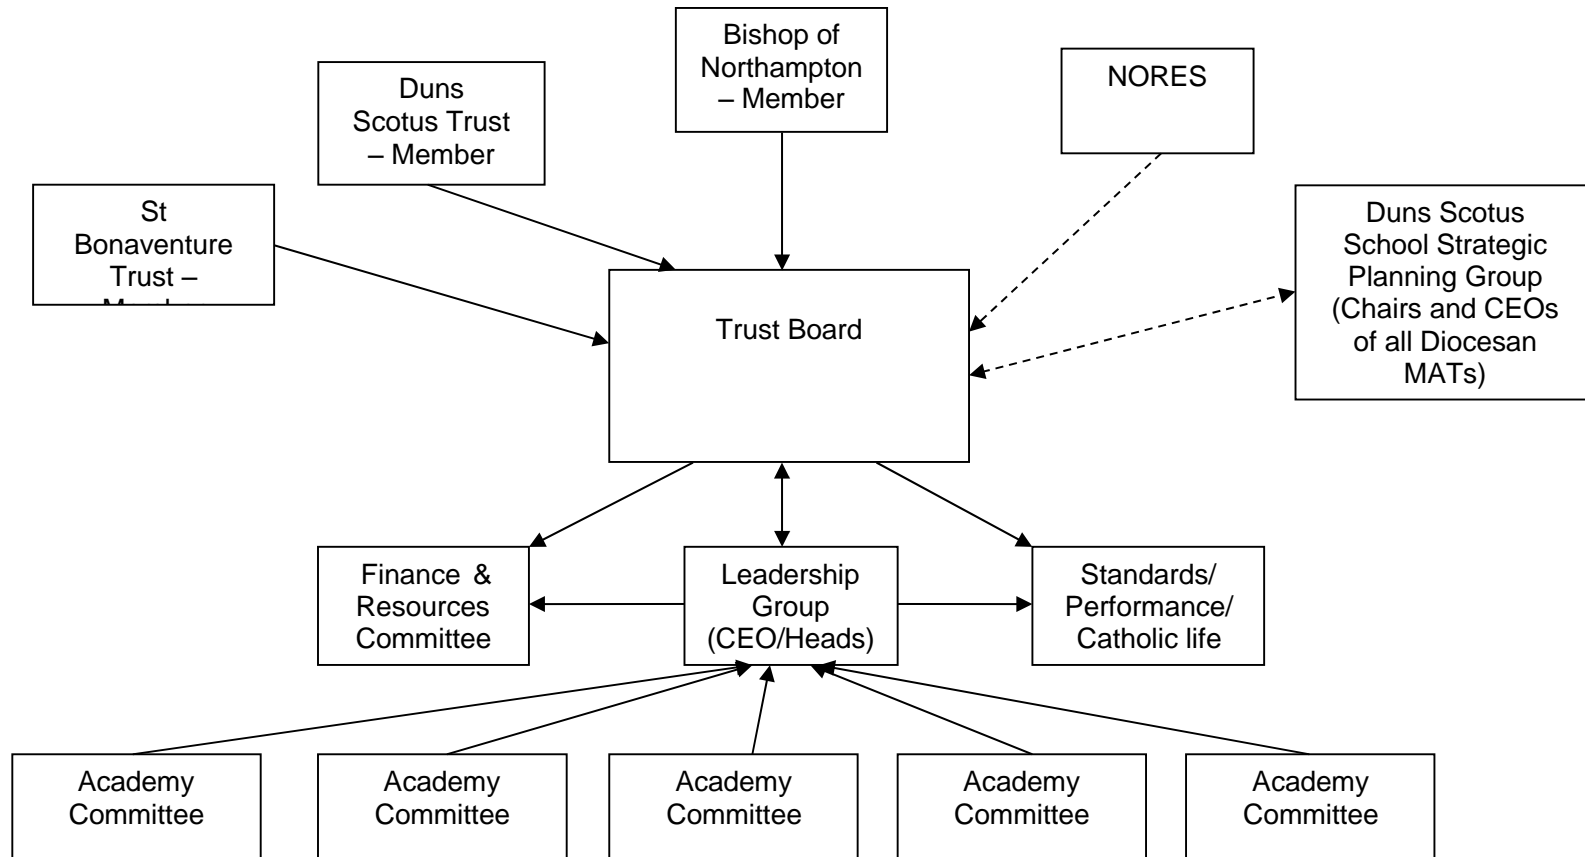 Bishop of
Northampton
– Member
NORES
Duns
Scotus Trust
– Member
St
Bonaventure
Trust –
Duns Scotus
School Strategic
Planning Group
(Chairs and CEOs
of all Diocesan
MATs)
Trust Board
Finance &
Resources
Committee
Leadership
Group
(CEO/Heads)
Standards/
Performance/
Catholic life
Academy
Committee
Academy
Committee
Academy
Committee
Academy
Committee
Academy
Committee